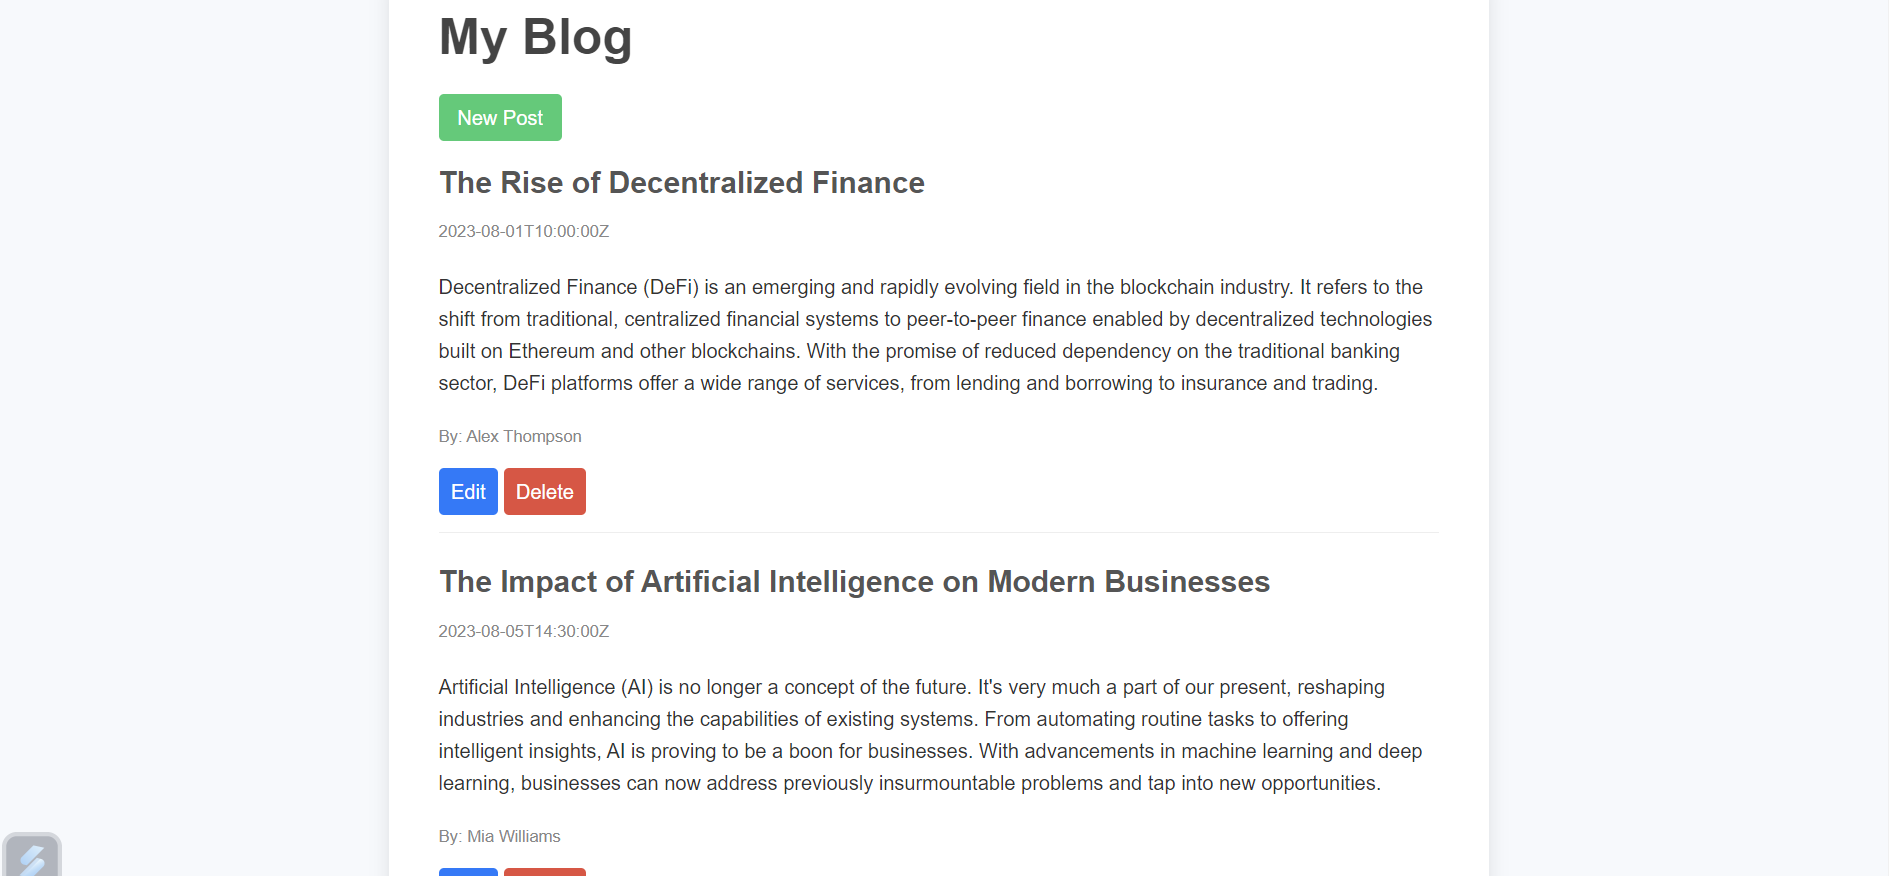 My Blog
New Post
The Rise of Decentralized Finance
2023-08-01T10:00:00Z
Decentralized Finance (DeFi) is an emerging and rapidly evolving field in the blockchain industry. It refers to the
shift from traditional, centralized financial systems to peer-to-peer finance enabled by decentralized technologies
built on Ethereum and other blockchains. With the promise of reduced dependency on the traditional banking
sector, DeFi platforms offer a wide range of services, from lending and borrowing to insurance and trading.
By: Alex Thompson
Edit Delete
The Impact of Artificial Intelligence on Modern Businesses
2023-08-05T14:30:00Z
Artificial Intelligence (AI) is no longer a concept of the future. It's very much a part of our present, reshaping
industries and enhancing the capabilities of existing systems. From automating routine tasks to offering
intelligent insights, AI is proving to be a boon for businesses. With advancements in machine learning and deep
learning, businesses can now address previously insurmountable problems and tap into new opportunities.
By: Mia Williams